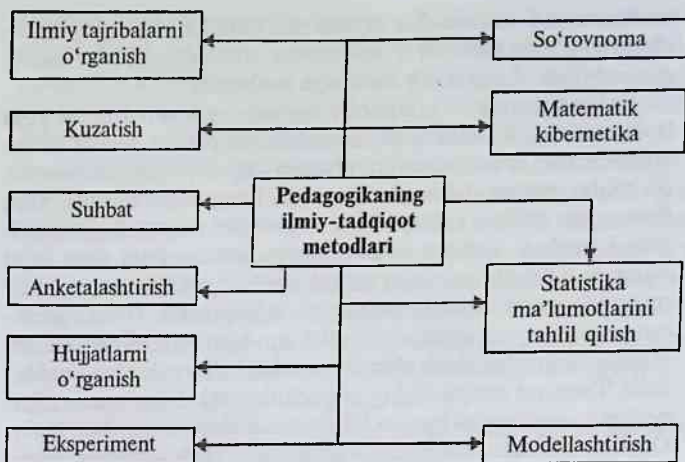 Ilmiy tajribalarni
o‘rganish
So‘rovnoma
Kuzatish
Matematik
kibernetika
Suhbat
Pedagogikaning
ilmiy-tadqiqot
metodlari
Anketalashtirish
Statistika
ma’lumotlarini
tahlil qilish
Hujjatlarni
o‘rganish
Eksperiment
Modellashtirish